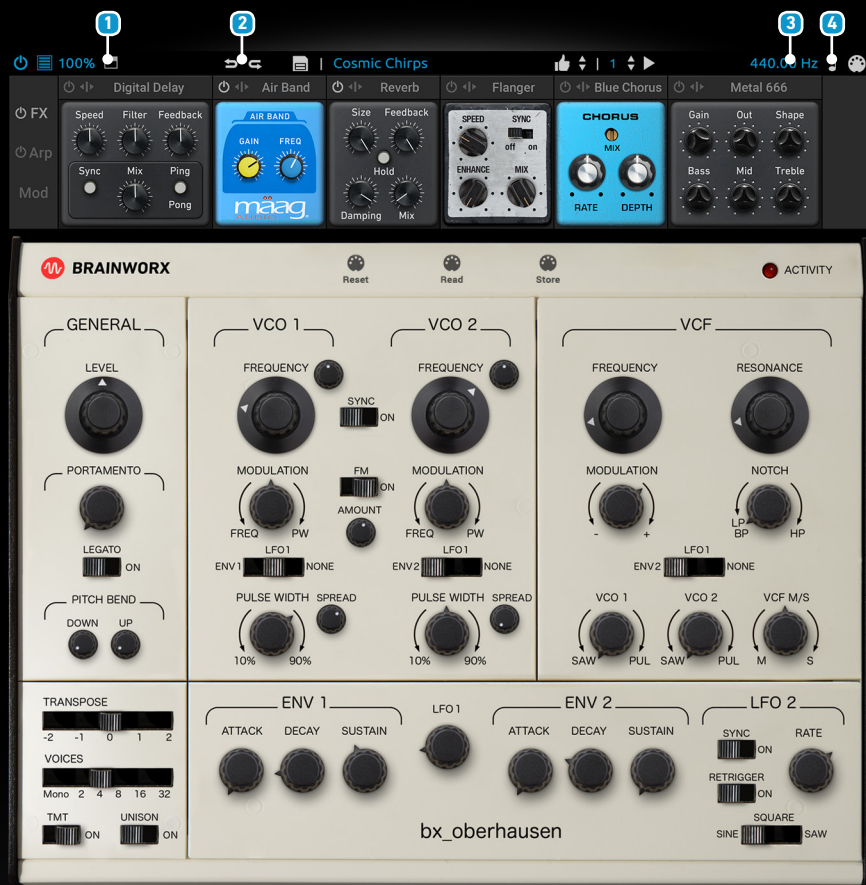 1 2 3 4
100% | Cosmic Chirps | 1 440.00 Hz
Digital Delay Air Band Reverb Flanger Blue Chorus Metal 666
FX
Arp
Mod
Speed Filter Feedback
Sync Mix Ping
Pong
AIR BAND
GAIN FREQ
mäag
Size Feedback
Hold
Damping Mix
SPEED SYNC
off on
ENHANCE MIX
CHORUS
MIX
RATE DEPTH
Gain Out Shape
Bass Mid Treble
BRAINWORX
Reset Read Store
ACTIVITY
GENERAL
LEVEL
PORTAMENTO
LEGATO
ON
PITCH BEND
DOWN UP
VCO 1 VCO 2
FREQUENCY FREQUENCY
SYNC
ON
MODULATION FM MODULATION
ON
AMOUNT
FREQ PW FREQ PW
LFO1 LFO1
ENV1 NONE ENV2 NONE
PULSE WIDTH SPREAD PULSE WIDTH SPREAD
10% 90% 10% 90%
VCF
FREQUENCY RESONANCE
MODULATION NOTCH
- + LP
BP HP
LFO1
ENV2 NONE
VCO 1 VCO 2 VCF M/S
SAW PUL SAW PUL M S
TRANSPOSE
-2 -1 0 1 2
VOICES
Mono 2 4 8 16 32
TMT UNISON
ON ON
ENV 1
ATTACK DECAY SUSTAIN
LFO1
ENV 2
ATTACK DECAY SUSTAIN
LFO 2
SYNC RATE
ON
RETRIGGER
ON
SQUARE
SINE SAW
bx_oberhausen